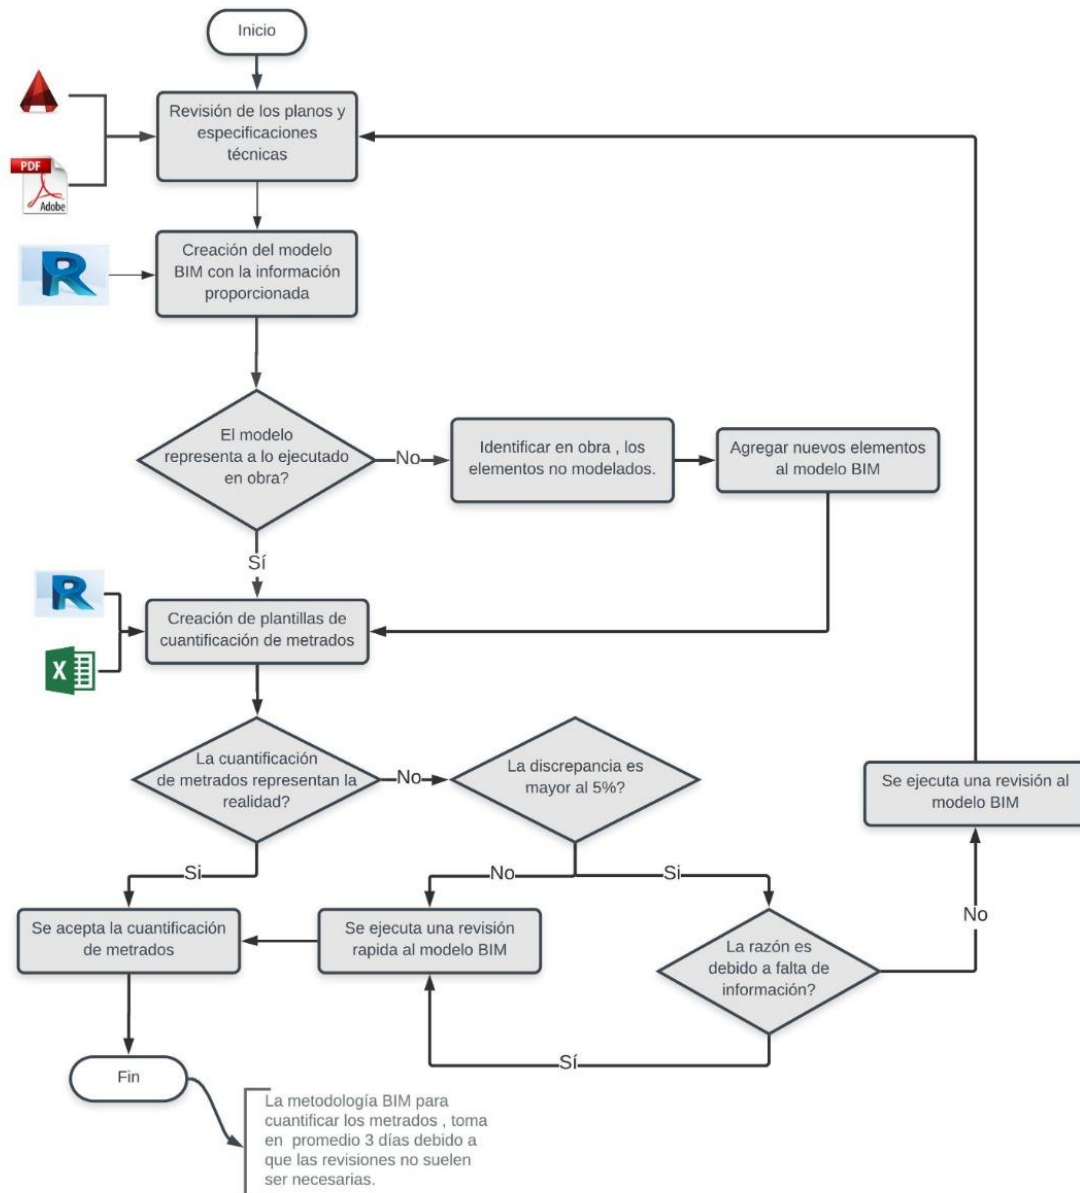 Inicio
Revisión de los planos y
especificaciones
técnicas
PDF
Adobe
Creación del modelo
BIM con la información
proporcionada
R
El modelo
representa a lo ejecutado
en obra?
No
Identificar en obra , los
elementos no modelados.
Agregar nuevos elementos
al modelo BIM
Sí
R
X
Creación de plantillas de
cuantificación de metrados
La cuantificación
de metrados representan la
realidad?
No
La discrepancia es
mayor al 5%?
Se ejecuta una revisión al
modelo BIM
Si
No
Si
No
Se acepta la cuantificación
de metrados
Se ejecuta una revisión
rapida al modelo BIM
La razón es
debido a falta de
información?
Sí
Fin
La metodología BIM para
cuantificar los metrados , toma
en promedio 3 días debido a
que las revisiones no suelen
ser necesarias.